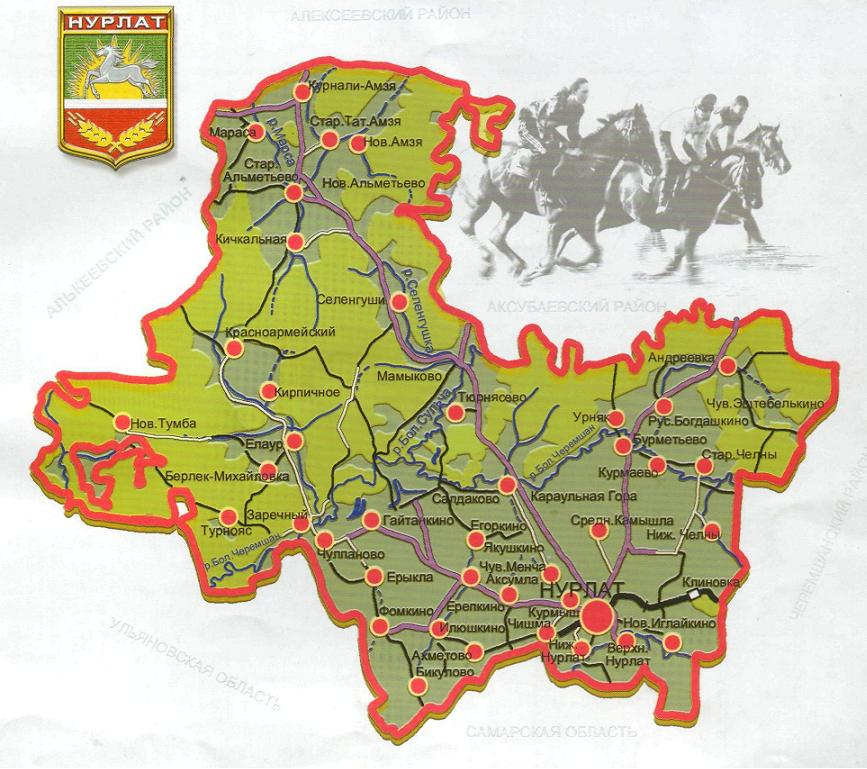 НУРЛАТ
АЛЕКСЕЕВСКИЙ РАЙОН
Курнали-Амзя
Мараса
р.Марса
Стар.Тат.Амзя
Нов.Амзя
Стар.
Альметьево
Нов.Альметьево
АЛЬКЕЕВСКИЙ РАЙОН
Кичкальная
Селенгуши
р.Селенгушка
АКСУБАЕВСКИЙ РАЙОН
Красноармейский
Мамыково
Андреевка
Кирпичное
Тюрнясево
Чув.Эштебелькино
Нов.Тумба
р.Бол.Сульча
Урняк
Рус.Богдашкино
Елаур
р.Бол.Черемшан
Бурметьево
Стар.Челны
Берлек-Михайловка
Курмаево
Салдаково
Караульная Гора
Заречный
Гайтанкино
Егоркино
Средн.Камышла
Турнояс
Ниж. Челны
Якушкино
Чулпаново
р.Бол.Черемшан
Чув.Менча
Ерыкла
Аксумла
НУРЛАТ
Клиновка
ЧЕРЕМШАНСКИЙ РАЙОН
Фомкино
Ерепкино
Курмыш
Чишма
Нов.Иглайкино
Илюшкино
Ниж.
Нурлат
Верхн.
Нурлат
Ахметово
Бикулово
УЛЬЯНОВСКАЯ ОБЛАСТЬ
САМАРСКАЯ ОБЛАСТЬ